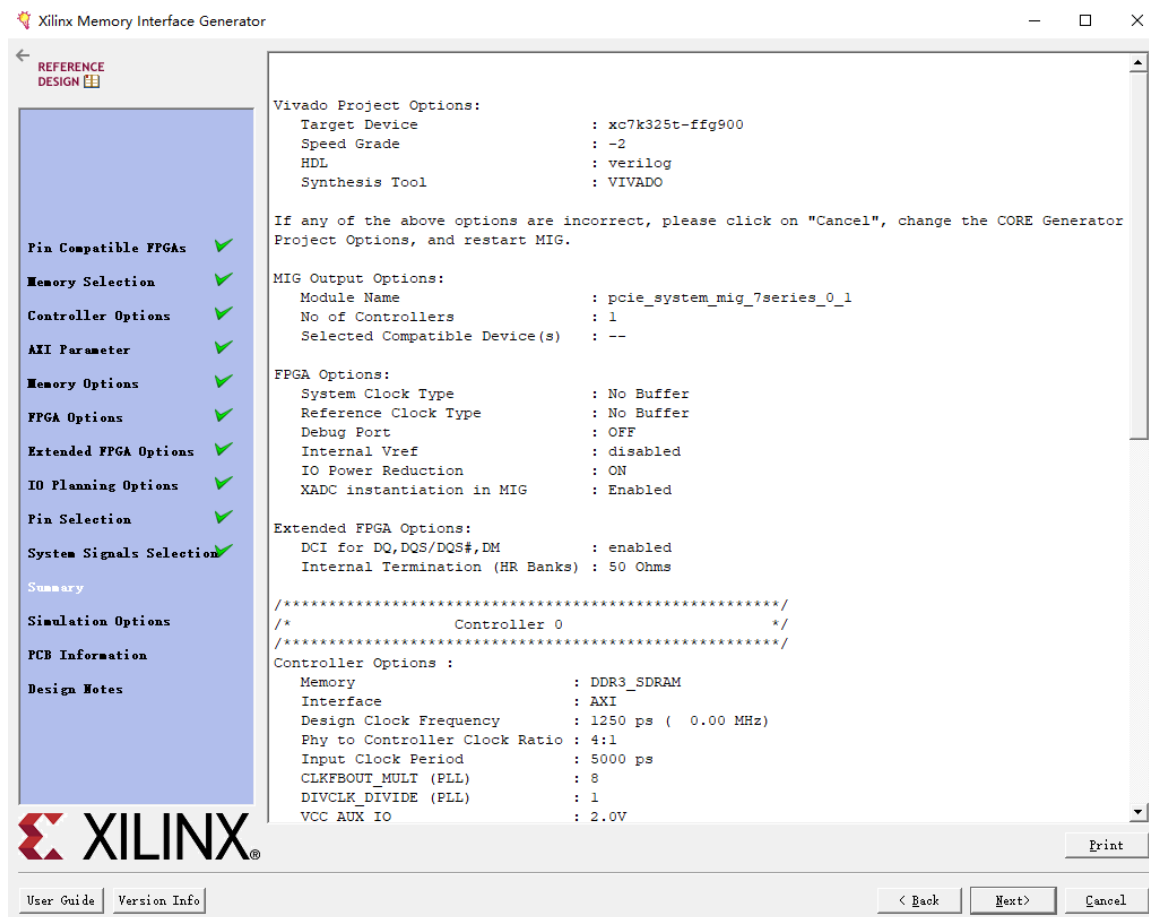 Xilinx Memory Interface Generator
REFERENCE
DESIGN
Pin Compatible FPGAs
Memory Selection
Controller Options
AXI Parameter
Memory Options
FPGA Options
Extended FPGA Options
IO Planning Options
Pin Selection
System Signals Selection
Summary
Simulation Options
PCB Information
Design Notes
XILINX®
Vivado Project Options:
Target Device : xc7k325t-ffg900
Speed Grade : -2
HDL : verilog
Synthesis Tool : VIVADO
If any of the above options are incorrect, please click on "Cancel", change the CORE Generator
Project Options, and restart MIG.
MIG Output Options:
Module Name : pcie_system_mig_7series_0_1
No of Controllers : 1
Selected Compatible Device(s) : --
FPGA Options:
System Clock Type : No Buffer
Reference Clock Type : No Buffer
Debug Port : OFF
Internal Vref : disabled
IO Power Reduction : ON
XADC instantiation in MIG : Enabled
Extended FPGA Options:
DCI for DQ,DQS/DQS#,DM : enabled
Internal Termination (HR Banks) : 50 Ohms
/*******************************************************/
/* Controller 0 */
/*******************************************************/
Controller Options :
Memory : DDR3_SDRAM
Interface : AXI
Design Clock Frequency : 1250 ps ( 0.00 MHz)
Phy to Controller Clock Ratio : 4:1
Input Clock Period : 5000 ps
CLKFBOUT_MULT (PLL) : 8
DIVCLK_DIVIDE (PLL) : 1
VCC_AUX IO : 2.0V
Print
User Guide
Version Info
< Back
Next>
Cancel